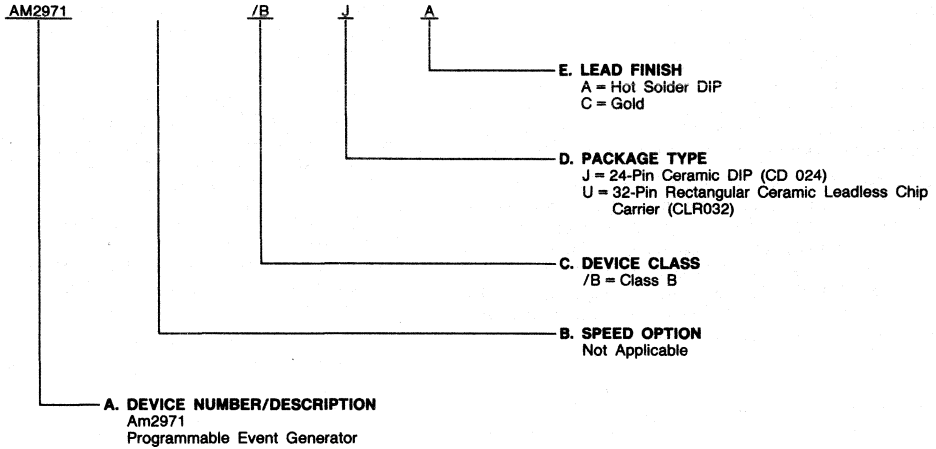 AM2971 /B J A
E. LEAD FINISH
A = Hot Solder DIP
C = Gold
D. PACKAGE TYPE
J = 24-Pin Ceramic DIP (CD 024)
U = 32-Pin Rectangular Ceramic Leadless Chip
Carrier (CLR032)
C. DEVICE CLASS
/B = Class B
B. SPEED OPTION
Not Applicable
A. DEVICE NUMBER/DESCRIPTION
Am2971
Programmable Event Generator